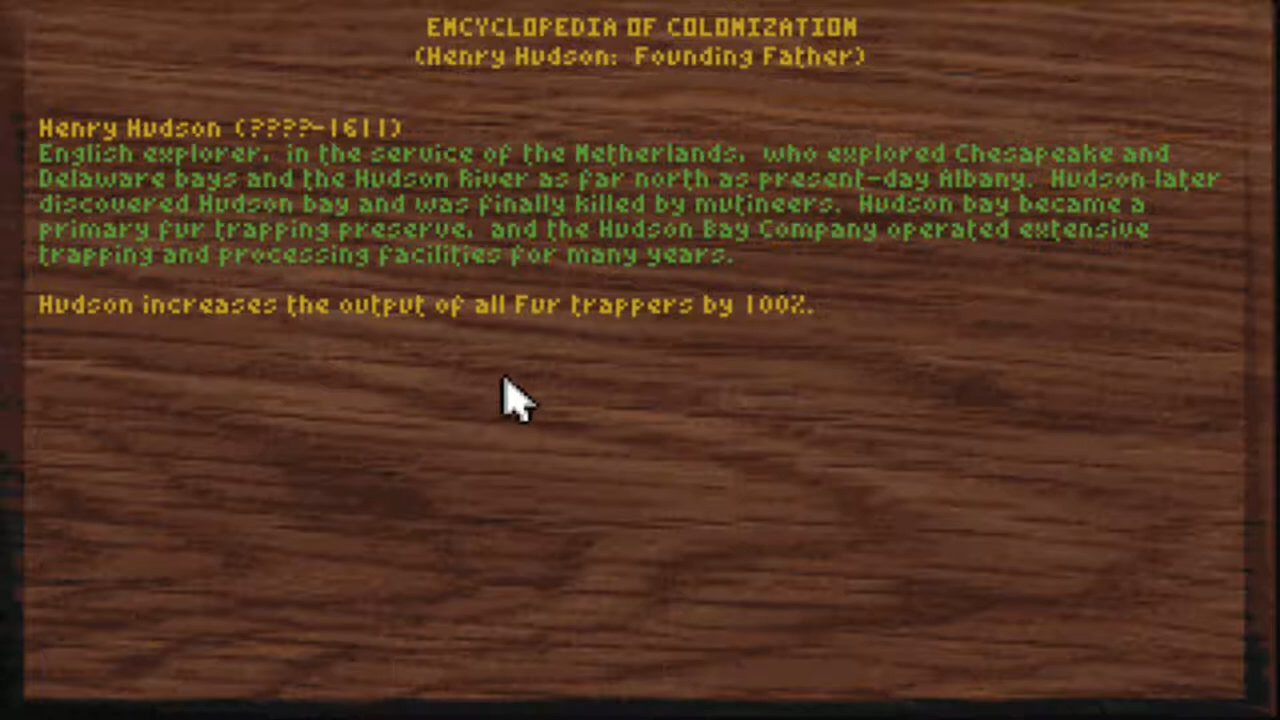 ENCYCLOPEDIA OF COLONIZATION
(Henry Hudson: Founding Father)
Henry Hudson (????-1611)
English explorer, in the service of the Netherlands, who explored Chesapeake and
Delaware bays and the Hudson River as far north as present-day Albany. Hudson later
discovered Hudson bay and was finally killed by mutineers. Hudson bay became a
primary fur trapping preserve, and the Hudson Bay Company operated extensive
trapping and processing facilities for many years.
Hudson increases the output of all Fur trappers by 100%.